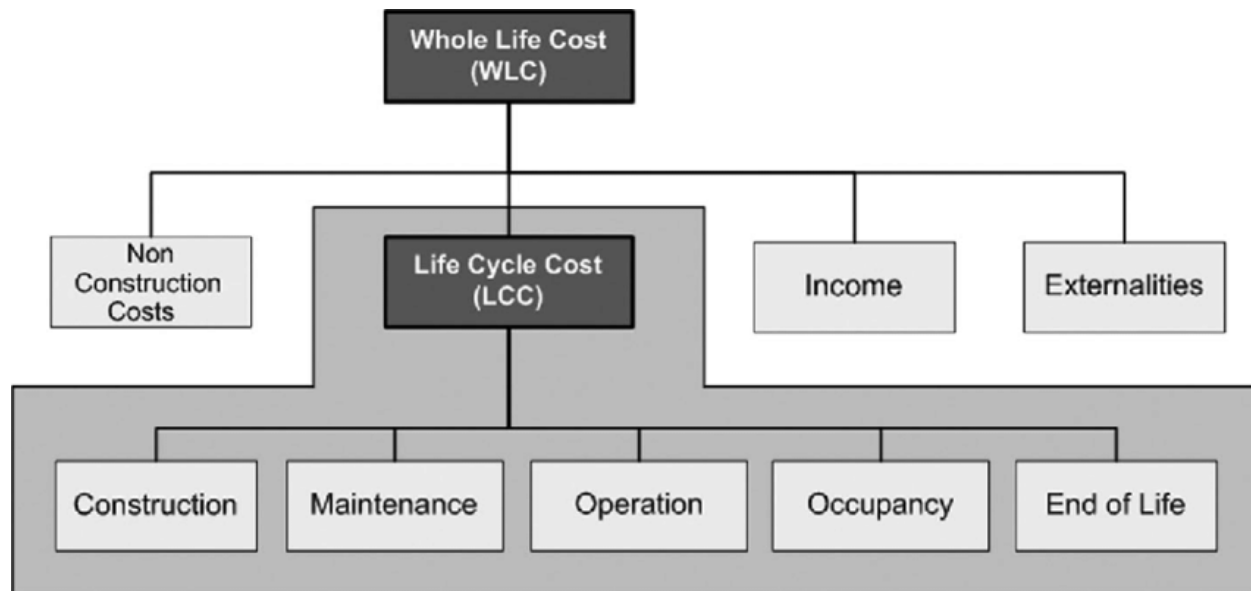 Whole Life Cost
(WLC)
Non
Construction
Costs
Life Cycle Cost
(LCC)
Income
Externalities
Construction
Maintenance
Operation
Occupancy
End of Life